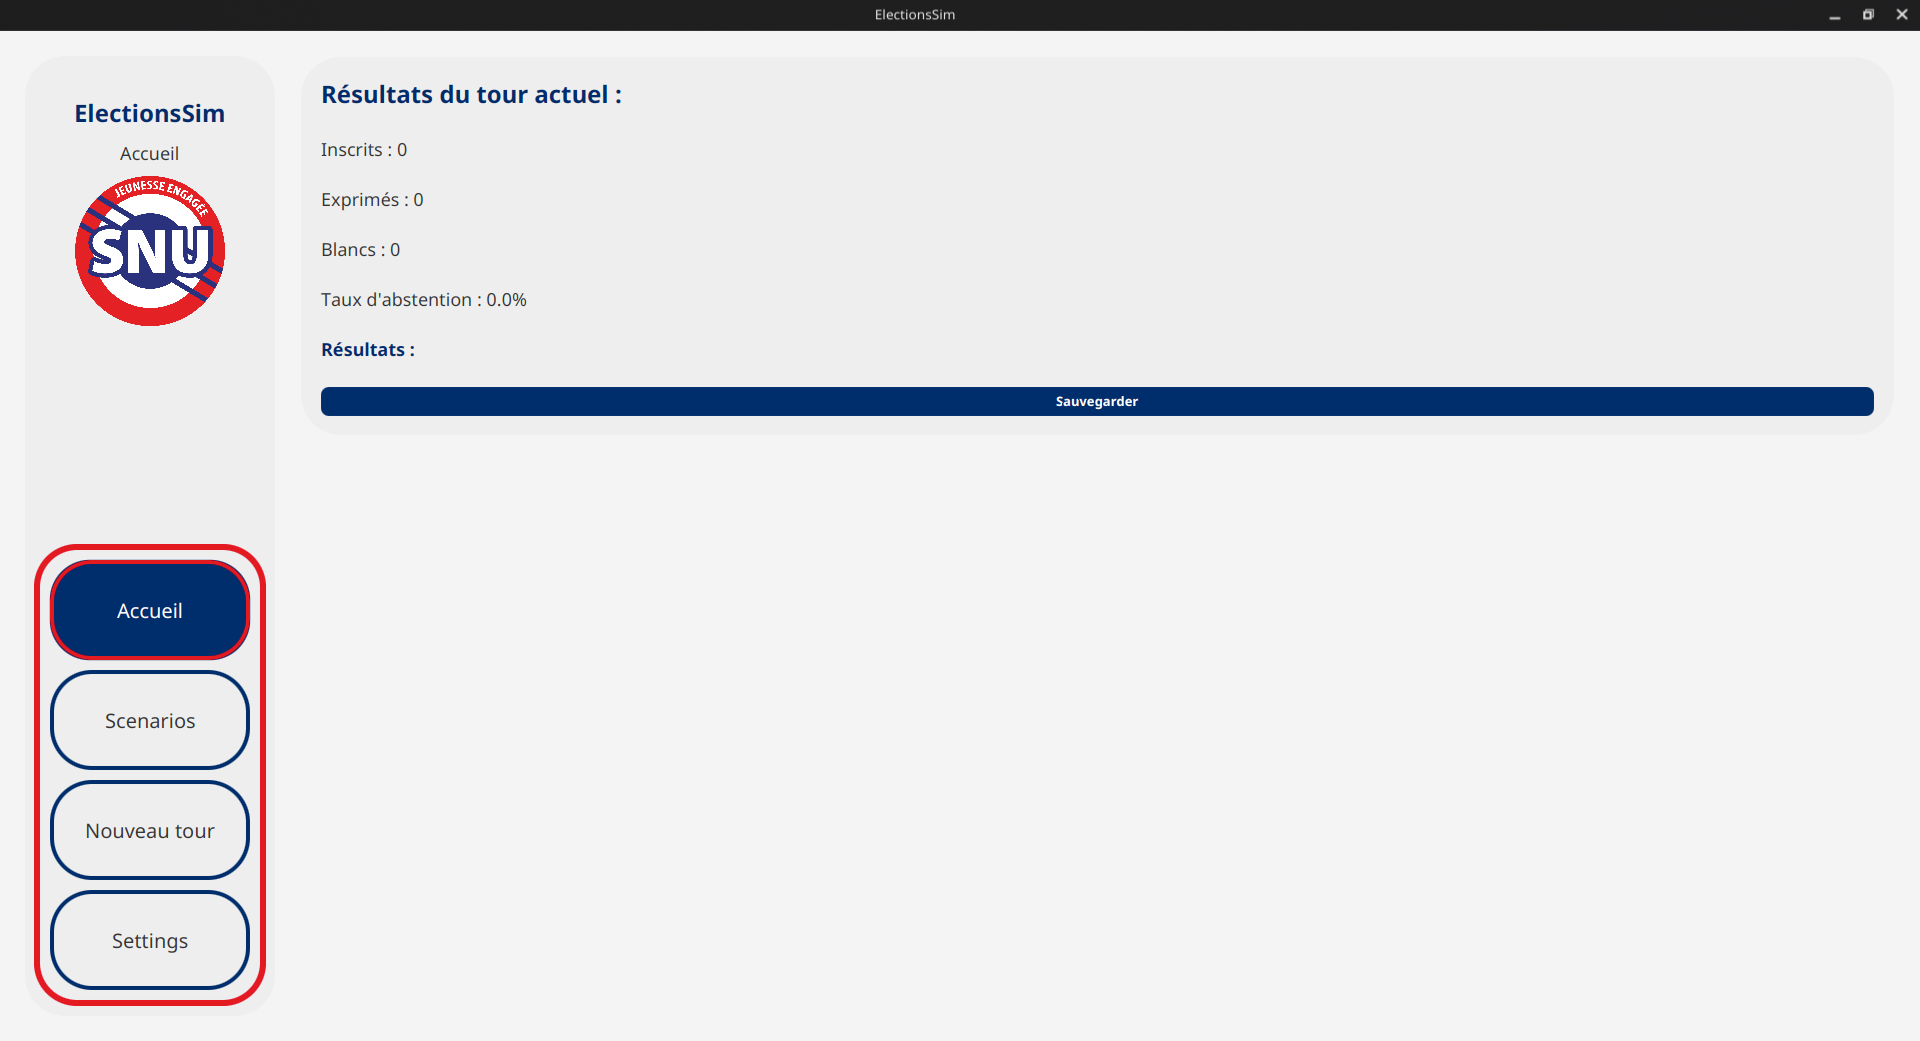 ElectionsSim
ElectionsSim
Accueil
JEUNESSE ENGAGÉE
SNU
Accueil
Scenarios
Nouveau tour
Settings
Résultats du tour actuel :
Inscrits : 0
Exprimés : 0
Blancs : 0
Taux d'abstention : 0.0%
Résultats :
Sauvegarder